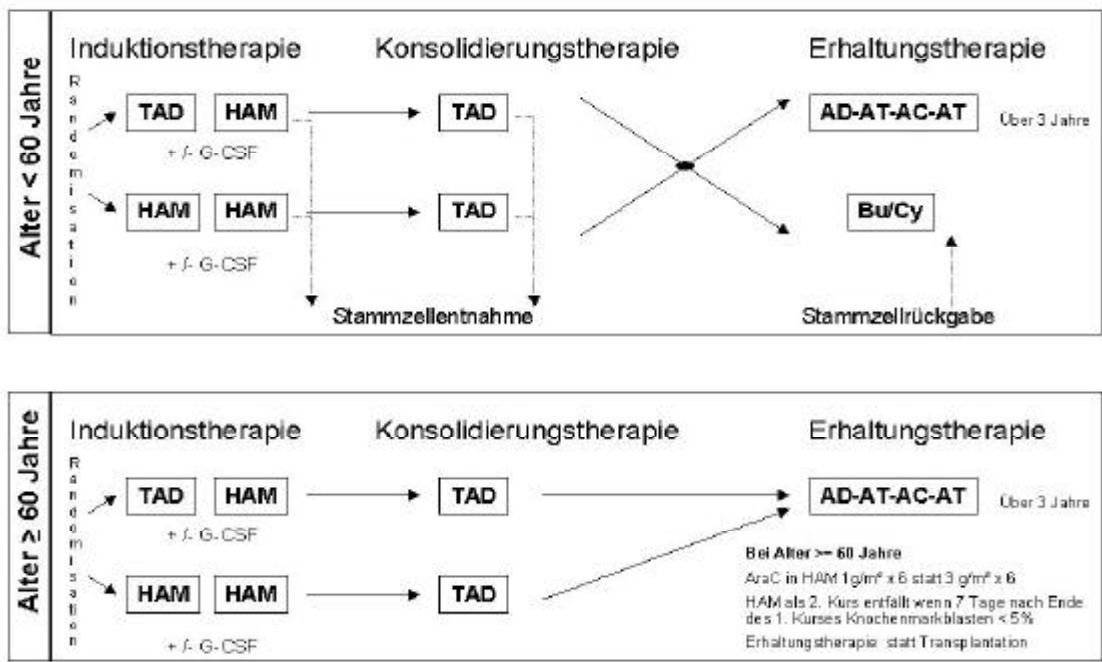 Alter < 60 Jahre
Induktionstherapie Konsolidierungstherapie Erhaltungstherapie
Randomisation
TAD HAM TAD AD-AT-AC-AT Über 3 Jahre
+ /- G-CSF
HAM HAM TAD Bu/Cy
+ /- G-CSF
Stammzellentnahme Stammzellrückgabe
Alter ≥ 60 Jahre
Induktionstherapie Konsolidierungstherapie Erhaltungstherapie
Randomisation
TAD HAM TAD AD-AT-AC-AT Über 3 Jahre
+ /- G-CSF
HAM HAM TAD
+ /- G-CSF
Bei Alter >= 60 Jahre
AraC in HAM 1g/m² x 6 statt 3 g/m² x 6
HAM als 2. Kurs entfällt wenn 7 Tage nach Ende
des 1. Kurses Knochenmarkblasten < 5%
Erhaltungstherapie statt Transplantation